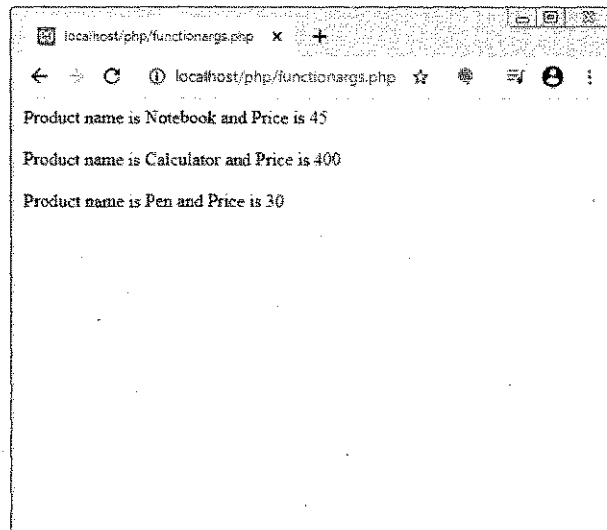 localhost/php/functionargs.php
localhost/php/functionargs.php
Product name is Notebook and Price is 45
Product name is Calculator and Price is 400
Product name is Pen and Price is 30